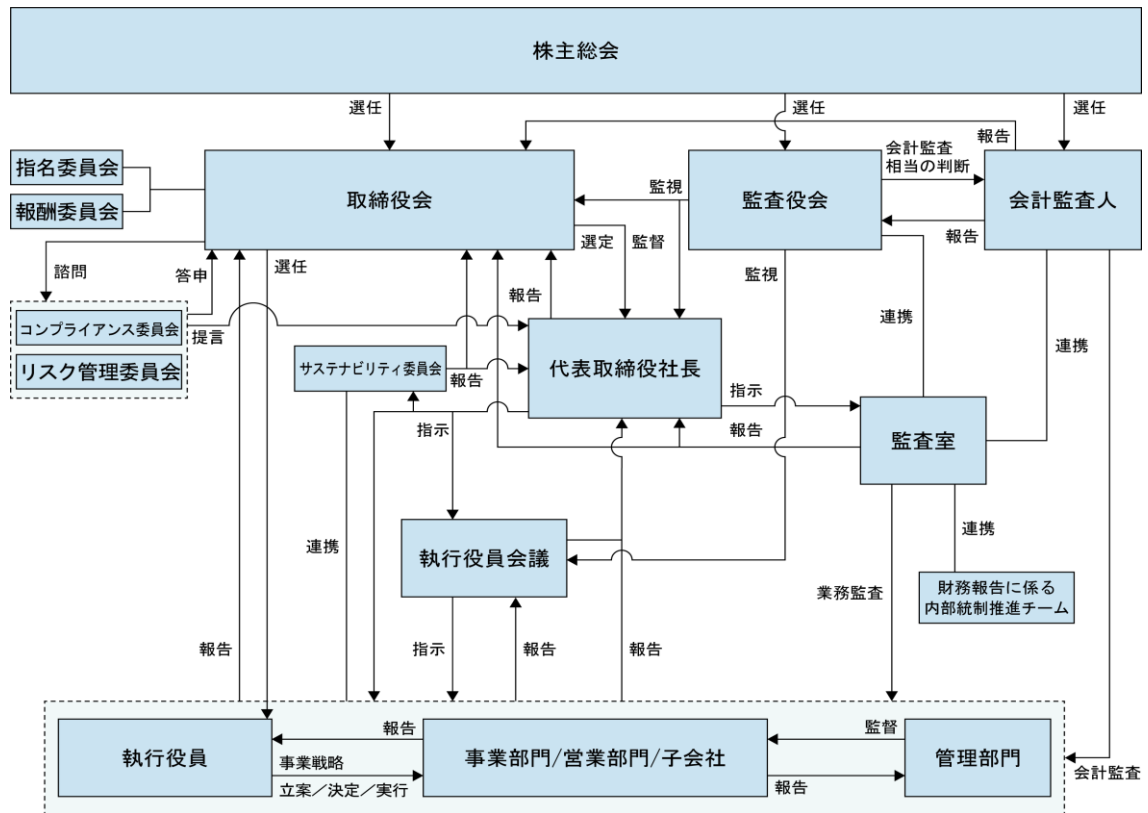 株主総会
選任
選任
選任
報告
指名委員会
報酬委員会
取締役会
監査役会
会計監査
相当の判断
会計監査人
監視
報告
選定
監督
諮問
答申
選任
報告
監視
連携
連携
コンプライアンス委員会
提言
リスク管理委員会
サステナビリティ委員会
報告
代表取締役社長
指示
指示
報告
監査室
執行役員会議
連携
連携
業務監査
財務報告に係る
内部統制推進チーム
報告
指示
報告
報告
執行役員
報告
事業戦略
立案／決定／実行
事業部門/営業部門/子会社
監督
報告
管理部門
会計監査